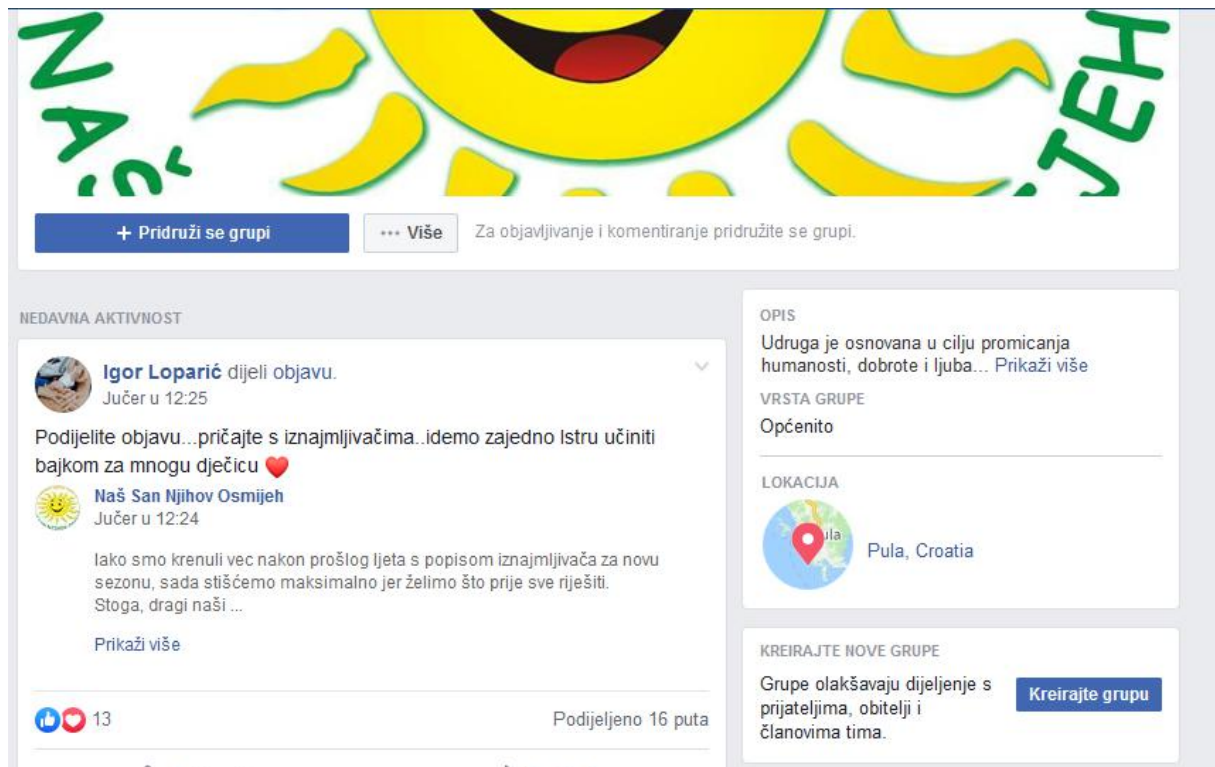 NAŠ
JEH
+ Pridruži se grupi
··· Više
Za objavljivanje i komentiranje pridružite se grupi.
NEDAVNA AKTIVNOST
Igor Loparić dijeli objavu.
Jučer u 12:25
Podijelite objavu...pričajte s iznajmljivačima..idemo zajedno Istru učiniti
bajkom za mnogu dječicu ❤️
Naš San Njihov Osmijeh
Jučer u 12:24
Iako smo krenuli vec nakon prošlog ljeta s popisom iznajmljivača za novu
sezonu, sada stišćemo maksimalno jer želimo što prije sve riješiti.
Stoga, dragi naši ...
Prikaži više
13
Podijeljeno 16 puta
OPIS
Udruga je osnovana u cilju promicanja
humanosti, dobrote i ljuba... Prikaži više
VRSTA GRUPE
Općenito
LOKACIJA
ula
Pula, Croatia
KREIRAJTE NOVE GRUPE
Grupe olakšavaju dijeljenje s
prijateljima, obitelji i
članovima tima.
Kreirajte grupu